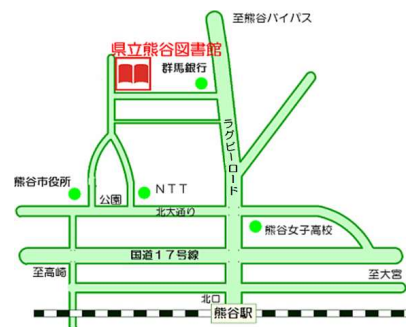 至熊谷バイパス
県立熊谷図書館
群馬銀行
ラグビーロード
熊谷市役所
NTT
公園
北大通り
熊谷女子高校
国道17号線
至高崎
至大宮
北口
熊谷駅